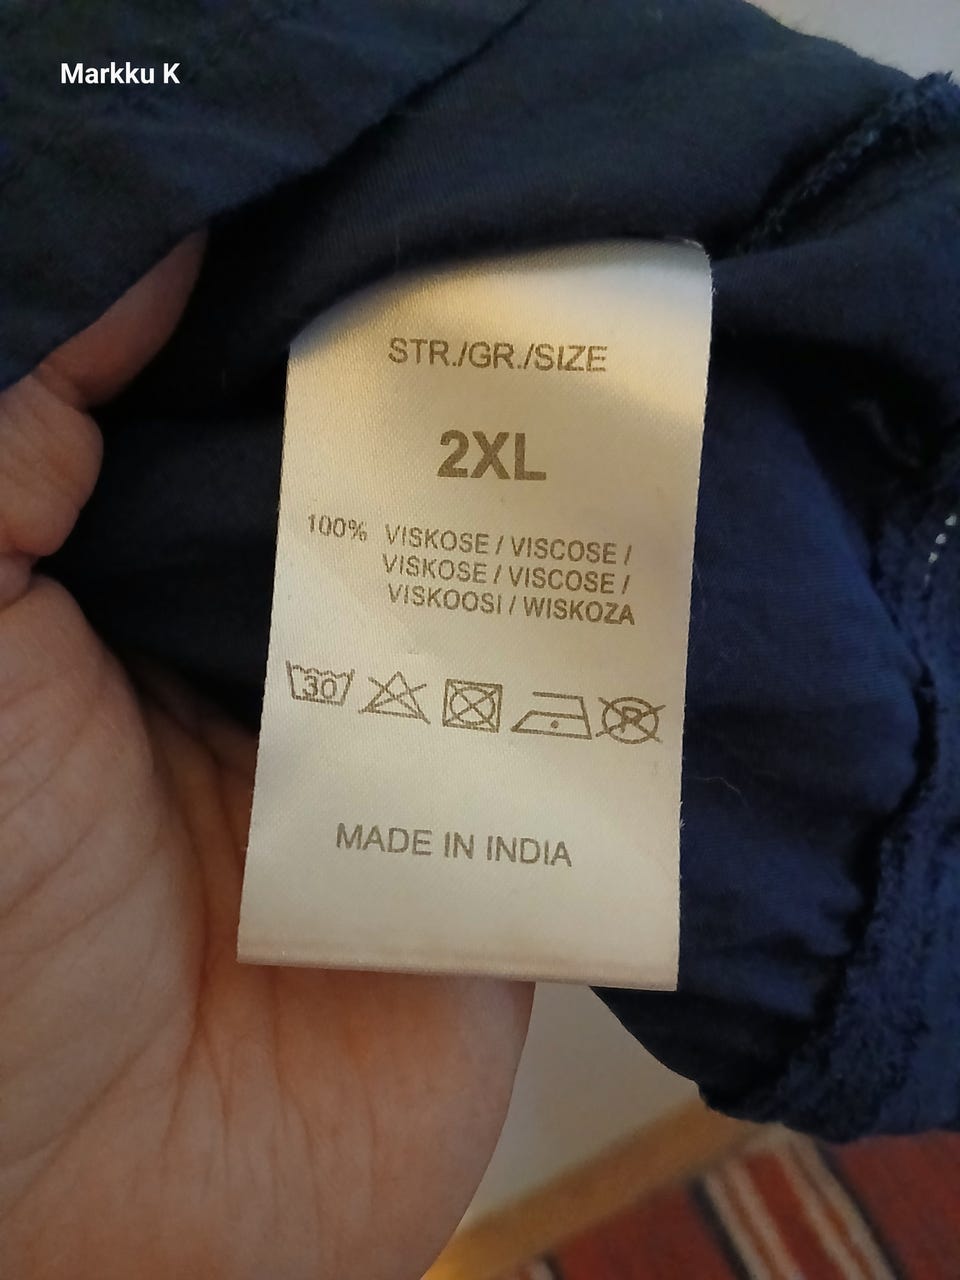 Markku K
STR./GR./SIZE
2XL
100% VISKOSE / VISCOSE /
VISKOSE / VISCOSE /
VISKOOSI / WISKOZA
30
P
MADE IN INDIA